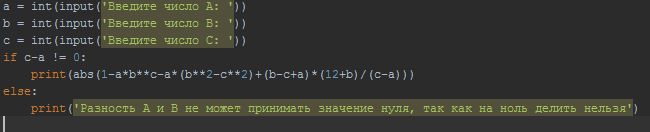 a = int(input('Введите число A: '))
b = int(input('Введите число B: '))
c = int(input('Введите число C: '))
if c-a != 0:
    print(abs(1-a*b**c-a*(b**2-c**2)+(b-c+a)*(12+b)/(c-a)))
else:
    print('Разность A и B не может принимать значение нуля, так как на ноль делить нельзя')